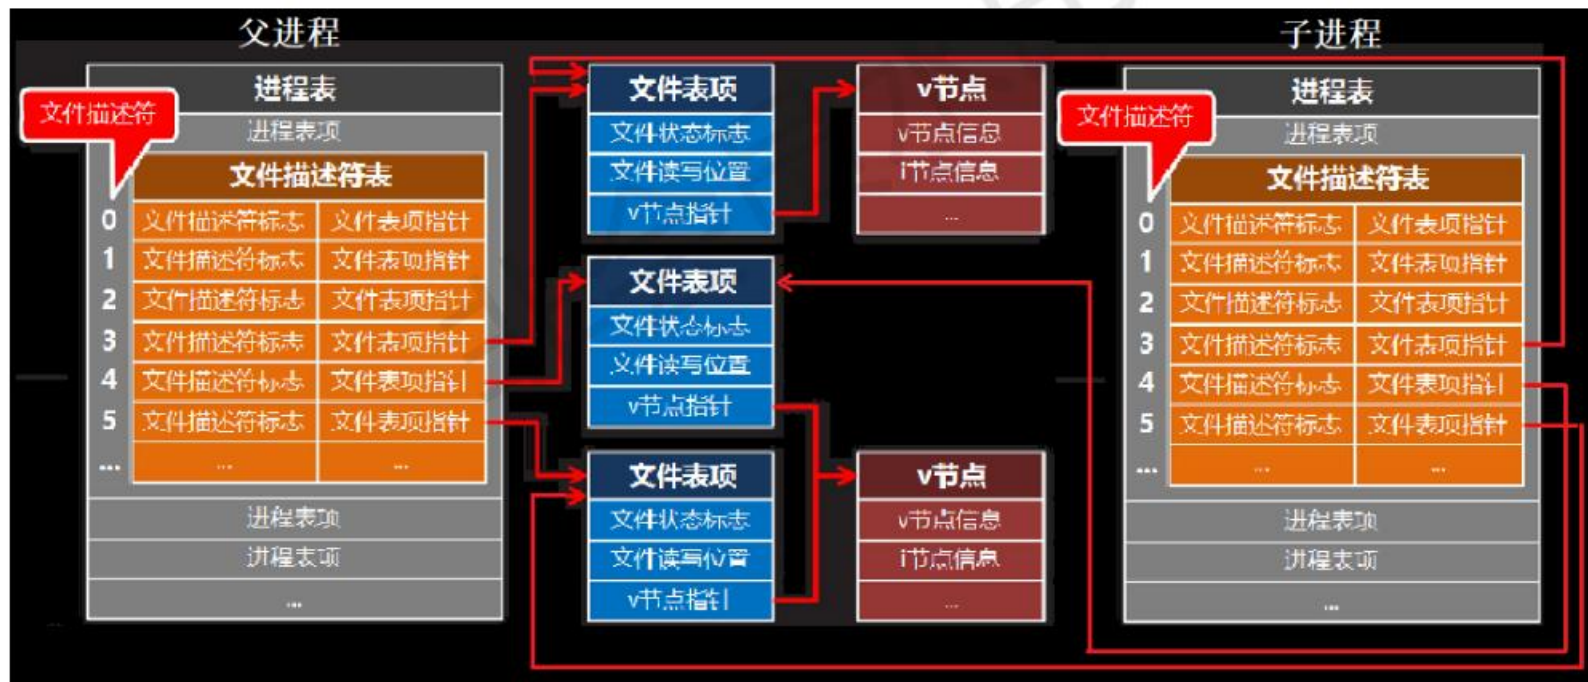 父进程
进程表
文件描述符
进程表项
文件描述符表
0 文件描述符标志 文件表项指针
1 文件描述符标志 文件表项指针
2 文件描述符标志 文件表项指针
3 文件描述符标志 文件表项指针
4 文件描述符标志 文件表项指针
5 文件描述符标志 文件表项指针
... ... ...
进程表项
进程表项
...
文件表项
文件状态标志
文件读写位置
v节点指针
文件表项
文件状态标志
文件读写位置
v节点指针
文件表项
文件状态标志
文件读写位置
v节点指针
v节点
v节点信息
i节点信息
...
v节点
v节点信息
i节点信息
...
子进程
进程表
文件描述符
进程表项
文件描述符表
0 文件描述符标志 文件表项指针
1 文件描述符标志 文件表项指针
2 文件描述符标志 文件表项指针
3 文件描述符标志 文件表项指针
4 文件描述符标志 文件表项指针
5 文件描述符标志 文件表项指针
... ... ...
进程表项
进程表项
...